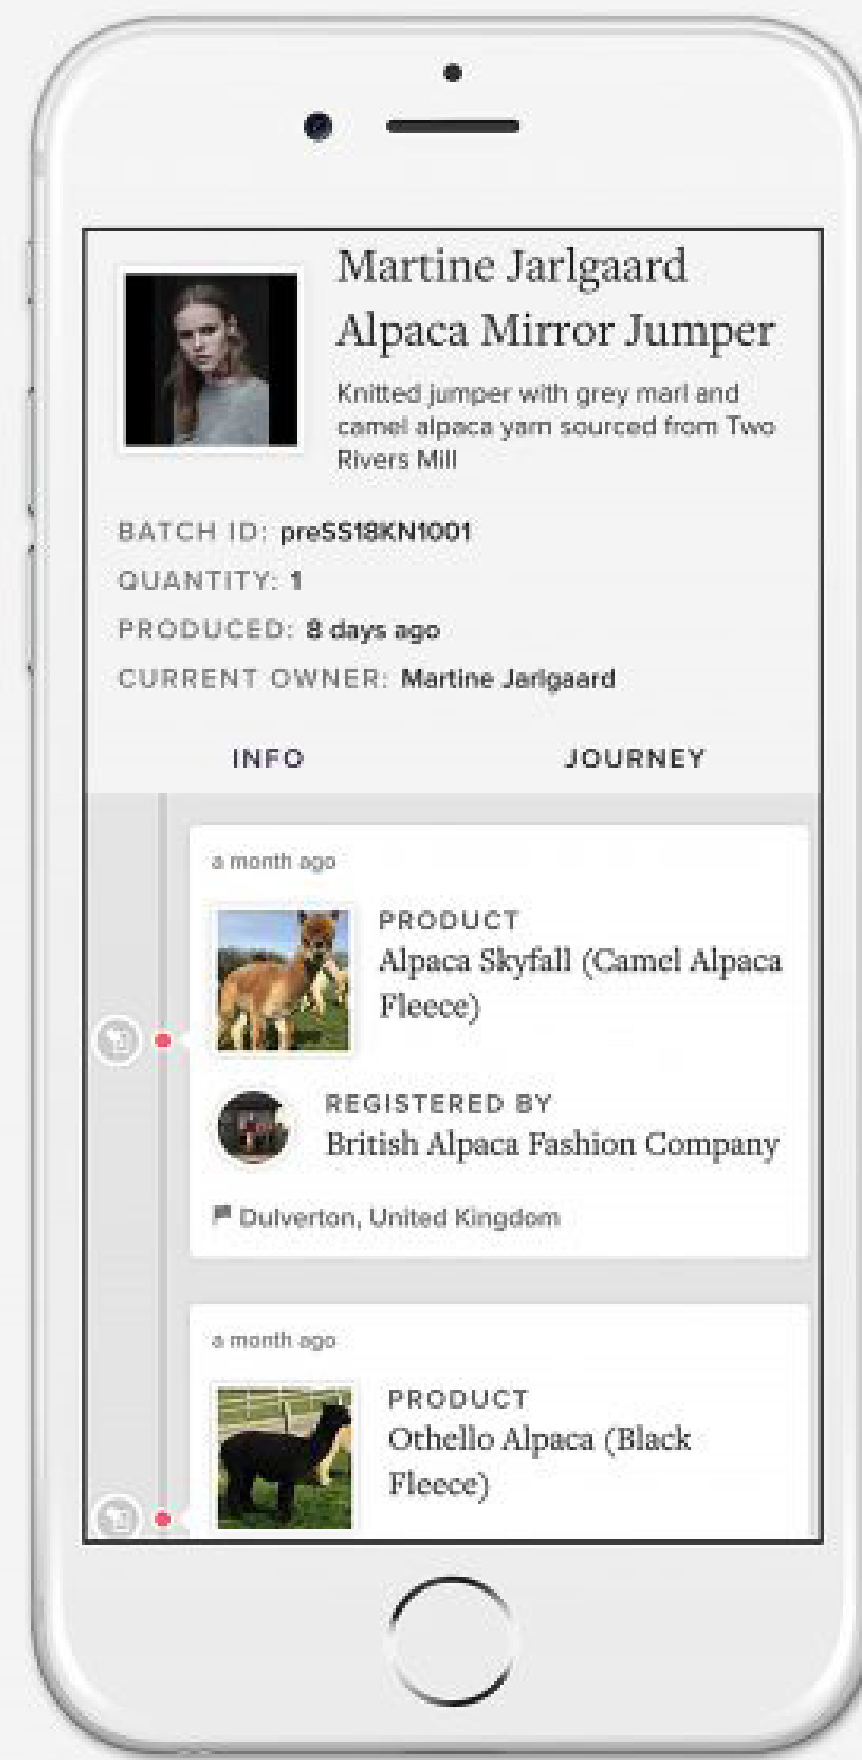 Martine Jarlgaard
Alpaca Mirror Jumper
Knitted jumper with grey marl and
camel alpaca yarn sourced from Two
Rivers Mill
BATCH ID: preSS18KN1001
QUANTITY: 1
PRODUCED: 8 days ago
CURRENT OWNER: Martine Jarlgaard
INFO JOURNEY
a month ago
PRODUCT
Alpaca Skyfall (Camel Alpaca
Fleece)
REGISTERED BY
British Alpaca Fashion Company
Dulverton, United Kingdom
a month ago
PRODUCT
Othello Alpaca (Black
Fleece)